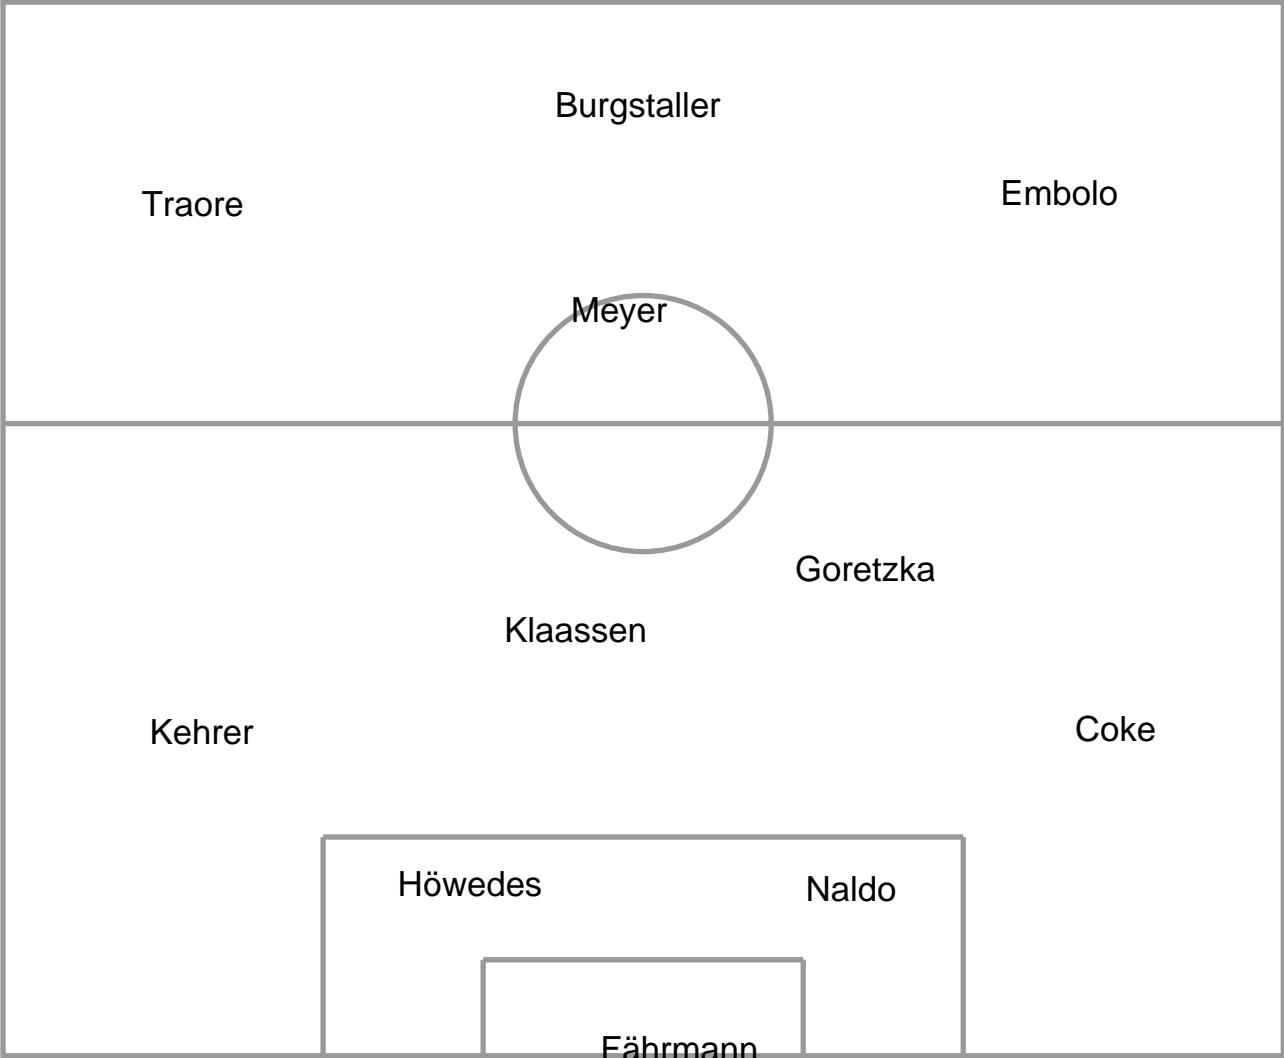 Burgstaller
Traore
Embolo
Meyer
Goretzka
Klaassen
Kehrer
Coke
Höwedes
Naldo
Fährmann